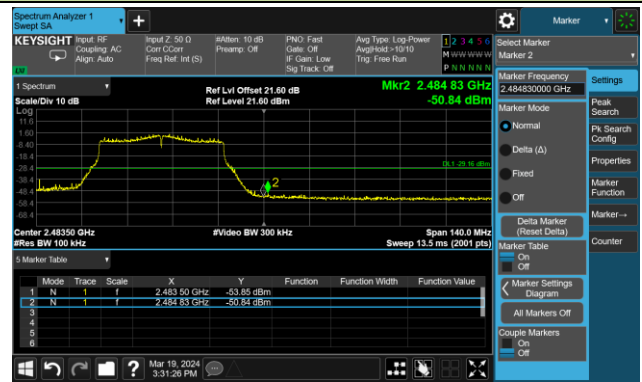 Spectrum Analyzer 1
Swept SA
Marker
KEYSIGHT
Input: RF
Coupling: AC
Align: Auto
Input Z: 50 Ω
Corr CCorr
Freq Ref: Int (S)
#Atten: 10 dB
Preamp: Off
PNO: Fast
Gate: Off
IF Gain: Low
Sig Track: Off
Avg Type: Log-Power
Avg|Hold:>10/10
Trig: Free Run
1 2 3 4 5 6
M W W W W W
P N N N N N
LW
Select Marker
Marker 2
1 Spectrum
Scale/Div 10 dB
Log
Ref Lvl Offset 21.60 dB
Ref Level 21.60 dBm
Mkr2 2.484 83 GHz
-50.84 dBm
11.6
1.60
-8.40
-18.4
-28.4
-38.4
-48.4
-58.4
-68.4
DL1 -29.16 dBm
2
Center 2.48350 GHz
#Res BW 100 kHz
#Video BW 300 kHz
Span 140.0 MHz
Sweep 13.5 ms (2001 pts)
5 Marker Table
Mode Trace Scale X Y Function Function Width Function Value
1 N 1 f 2.483 50 GHz -53.85 dBm
2 N 1 f 2.484 83 GHz -50.84 dBm
3
4
5
6
Marker Frequency
2.484830000 GHz
Marker Mode
Normal
Delta (Δ)
Fixed
Off
Delta Marker
(Reset Delta)
Marker Table
On
Off
Marker Settings
Diagram
All Markers Off
Couple Markers
On
Off
Settings
Peak
Search
Pk Search
Config
Properties
Marker
Function
Marker→
Counter
?
Mar 19, 2024
3:31:26 PM